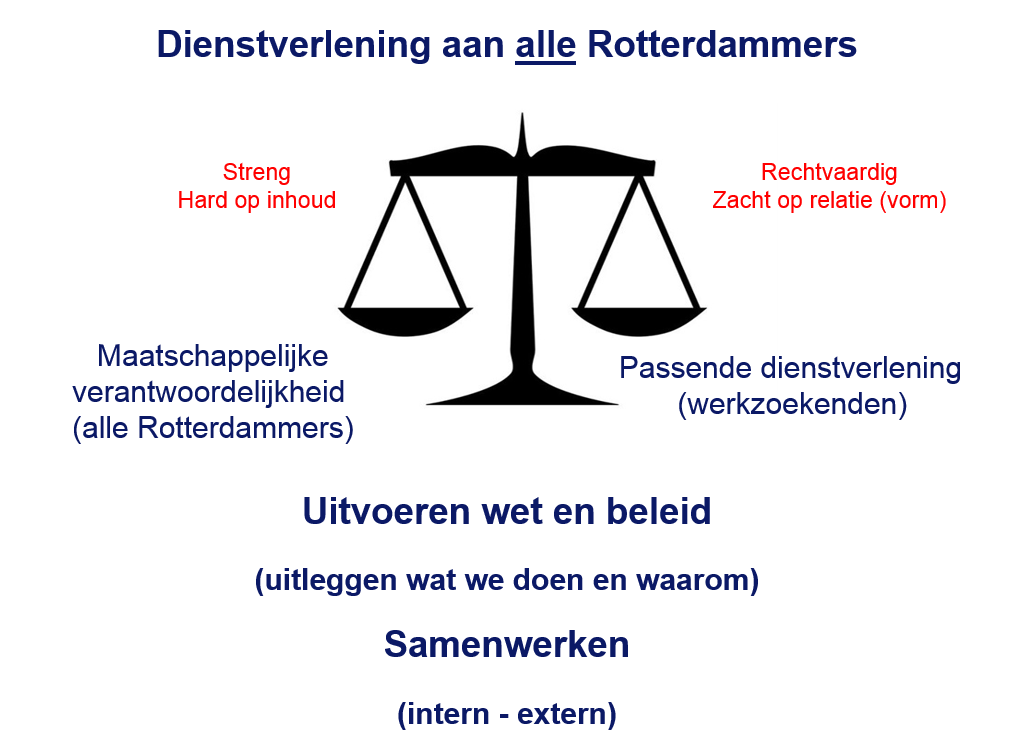 Dienstverlening aan alle Rotterdammers
Streng
Hard op inhoud
Rechtvaardig
Zacht op relatie (vorm)
Maatschappelijke
verantwoordelijkheid
(alle Rotterdammers)
Passende dienstverlening
(werkzoekenden)
Uitvoeren wet en beleid
(uitleggen wat we doen en waarom)
Samenwerken
(intern - extern)